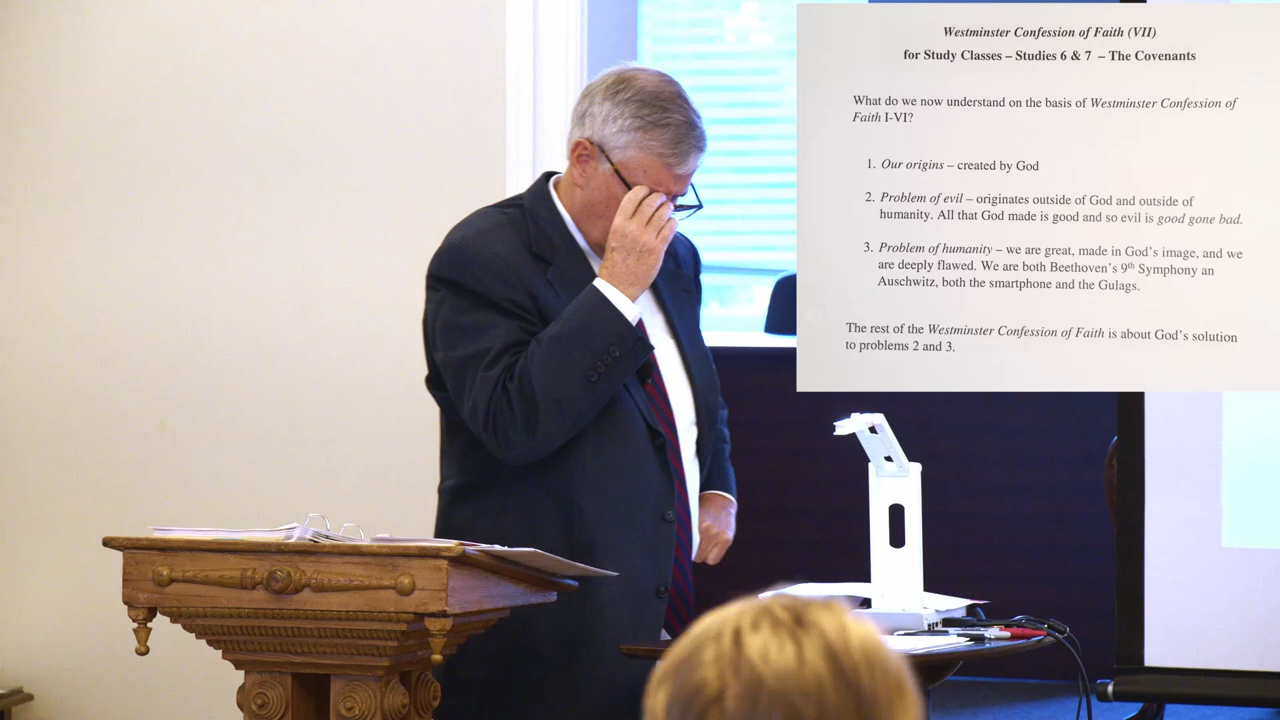 Westminster Confession of Faith (VII)
for Study Classes – Studies 6 & 7 – The Covenants
What do we now understand on the basis of Westminster Confession of
Faith I-VI?
1. Our origins – created by God
2. Problem of evil – originates outside of God and outside of
humanity. All that God made is good and so evil is good gone bad.
3. Problem of humanity – we are great, made in God's image, and we
are deeply flawed. We are both Beethoven's 9th Symphony an
Auschwitz, both the smartphone and the Gulags.
The rest of the Westminster Confession of Faith is about God's solution
to problems 2 and 3.